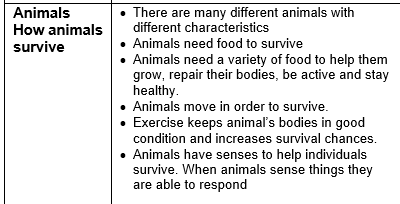 Animals
How animals
survive
• There are many different animals with
different characteristics
• Animals need food to survive
• Animals need a variety of food to help them
grow, repair their bodies, be active and stay
healthy.
• Animals move in order to survive.
• Exercise keeps animal's bodies in good
condition and increases survival chances.
• Animals have senses to help individuals
survive. When animals sense things they
are able to respond